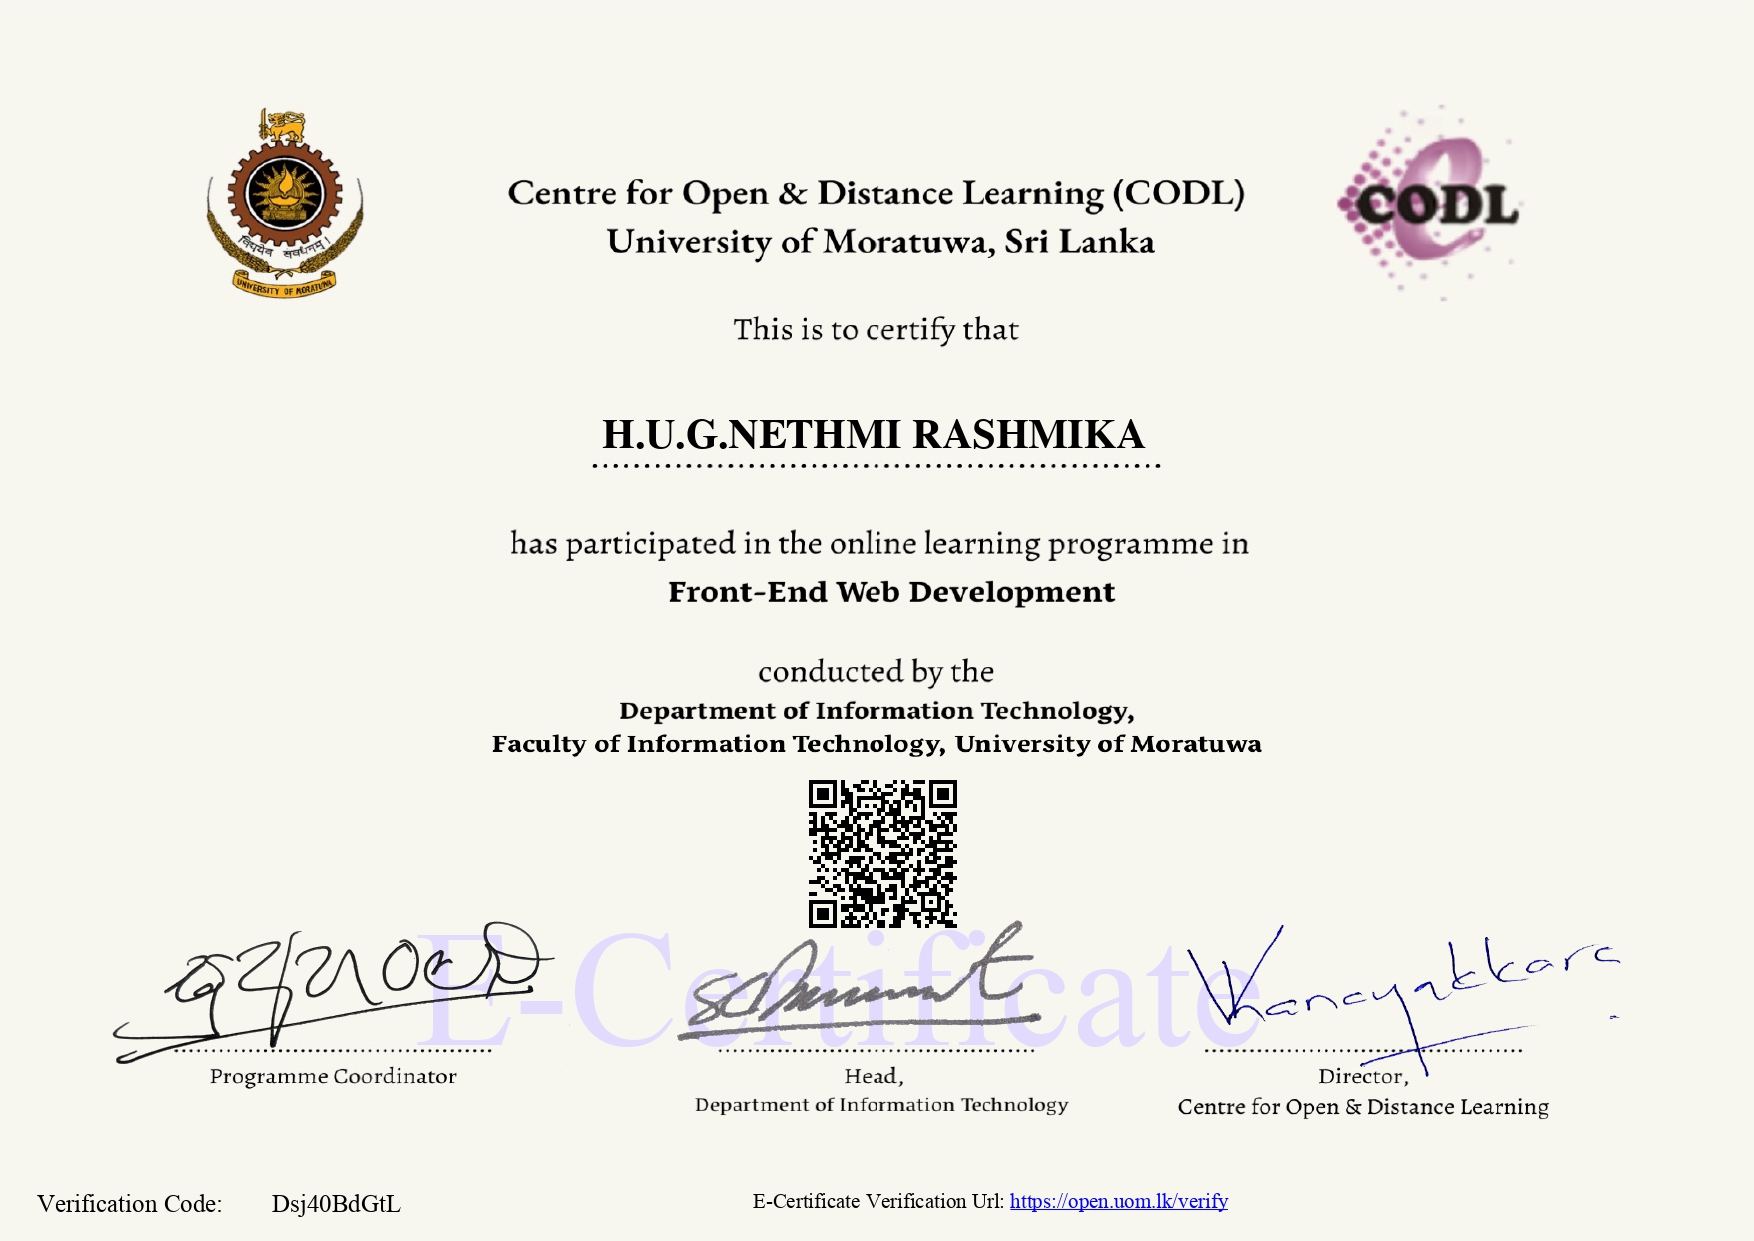 Centre for Open & Distance Learning (CODL)
University of Moratuwa, Sri Lanka
CODL
UNIVERSITY OF MORATUWA
This is to certify that
H.U.G.NETHMI RASHMIKA
has participated in the online learning programme in
Front-End Web Development
conducted by the
Department of Information Technology,
Faculty of Information Technology, University of Moratuwa
E-Certificate
Programme Coordinator
Head,
Department of Information Technology
Director,
Centre for Open & Distance Learning
Verification Code: Dsj40BdGtL
E-Certificate Verification Url: https://open.uom.lk/verify